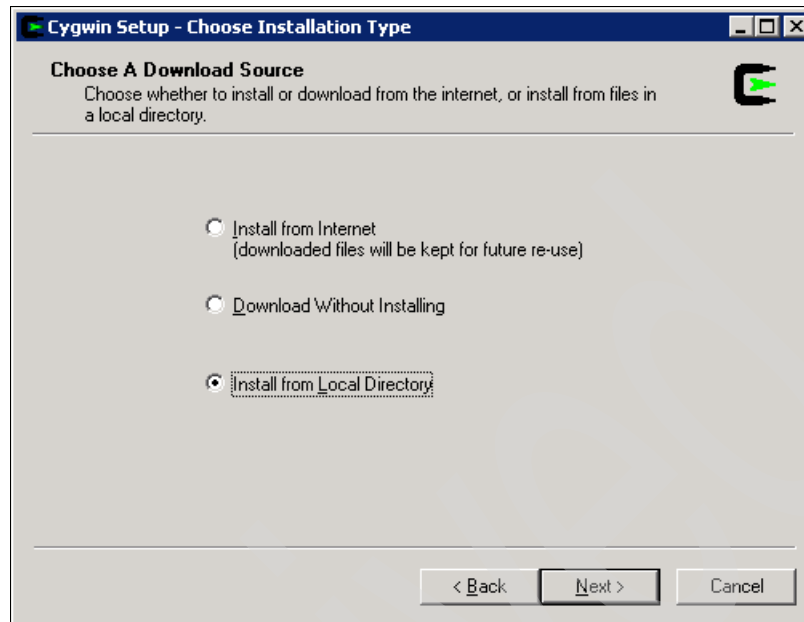 Cygwin Setup - Choose Installation Type
Choose A Download Source
Choose whether to install or download from the internet, or install from files in
a local directory.
Install from Internet
(downloaded files will be kept for future re-use)
Download Without Installing
Install from Local Directory
< Back
Next >
Cancel